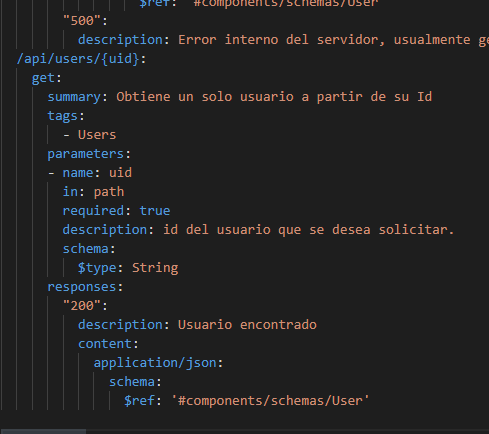 $ref: '#components/schemas/User'
"500":
description: Error interno del servidor, usualmente
/api/users/{uid}:
get:
summary: Obtiene un solo usuario a partir de su Id
tags:
- Users
parameters:
- name: uid
in: path
required: true
description: id del usuario que se desea solicitar.
schema:
$type: String
responses:
"200":
description: Usuario encontrado
content:
application/json:
schema:
$ref: '#components/schemas/User'